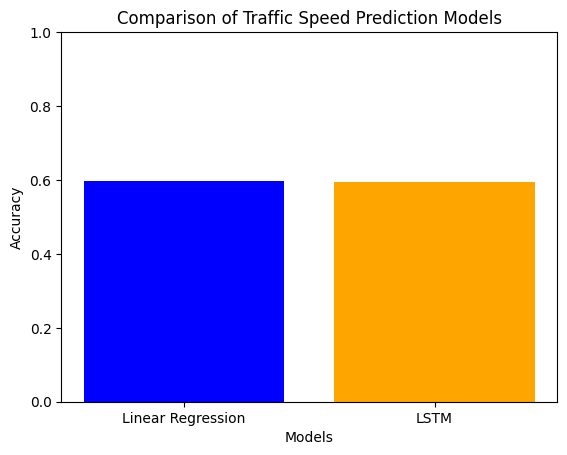 Comparison of Traffic Speed Prediction Models
1.0
0.8
0.6
0.4
0.2
0.0
Accuracy
Linear Regression
LSTM
Models